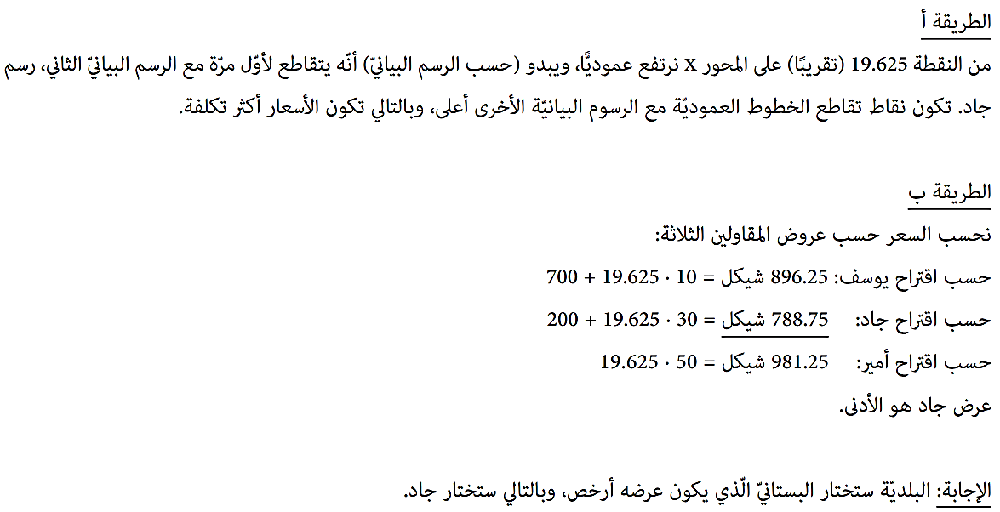 الطريقة أ
من النقطة 19.625 (تقريبًا) على المحور x نرتفع عموديًّا، ويبدو (حسب الرسم البيانيّ) أنّه يتقاطع لأوّل مرّة مع الرسم البيانيّ الثاني، رسم
جاد. تكون نقاط تقاطع الخطوط العموديّة مع الرسوم البيانيّة الأخرى أعلى، وبالتالي تكون الأسعار أكثر تكلفة.
الطريقة ب
نحسب السعر حسب عروض المقاولين الثلاثة:
حسب اقتراح يوسف: 896.25 شيكل = 10 · 19.625 + 700
حسب اقتراح جاد: 788.75 شيكل = 30 · 19.625 + 200
حسب اقتراح أمير: 981.25 شيكل = 50 · 19.625
عرض جاد هو الأدنى.
الإجابة: البلديّة ستختار البستانيّ الّذي يكون عرضه أرخص، وبالتالي ستختار جاد.